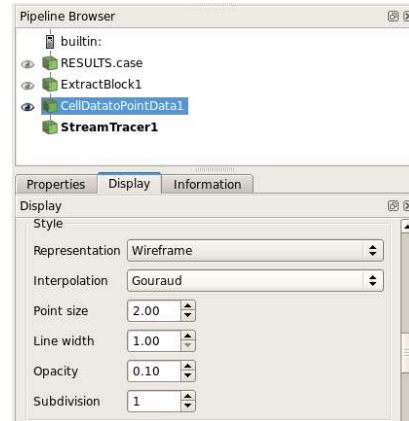 Pipeline Browser
builtin:
RESULTS.case
ExtractBlock1
CellDatatoPointData1
StreamTracer1
Properties Display Information
Display
Style
Representation Wireframe
Interpolation Gouraud
Point size 2.00
Line width 1.00
Opacity 0.10
Subdivision 1